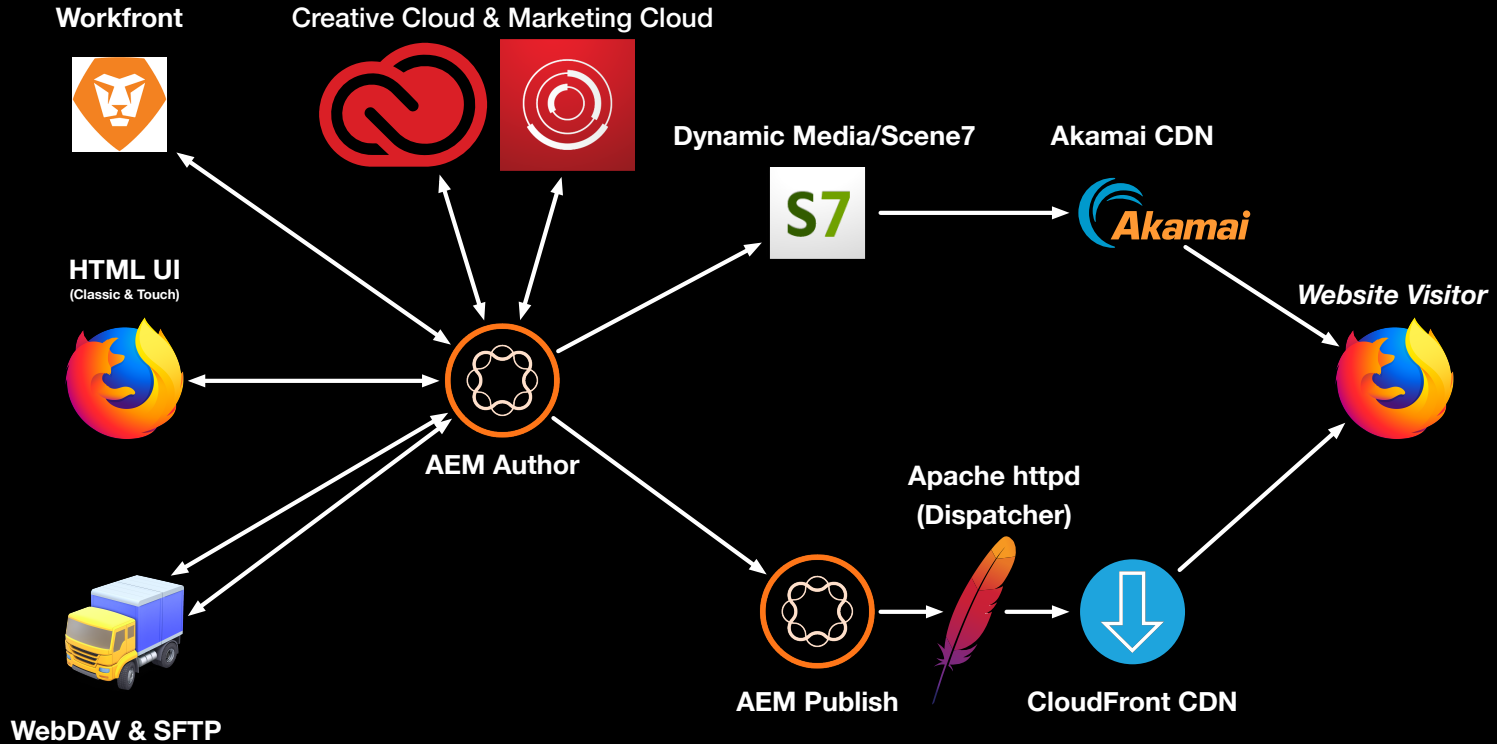 Workfront
Creative Cloud & Marketing Cloud
Dynamic Media/Scene7
Akamai CDN
S7
Akamai
HTML UI
(Classic & Touch)
Website Visitor
AEM Author
Apache httpd
(Dispatcher)
AEM Publish
CloudFront CDN
WebDAV & SFTP